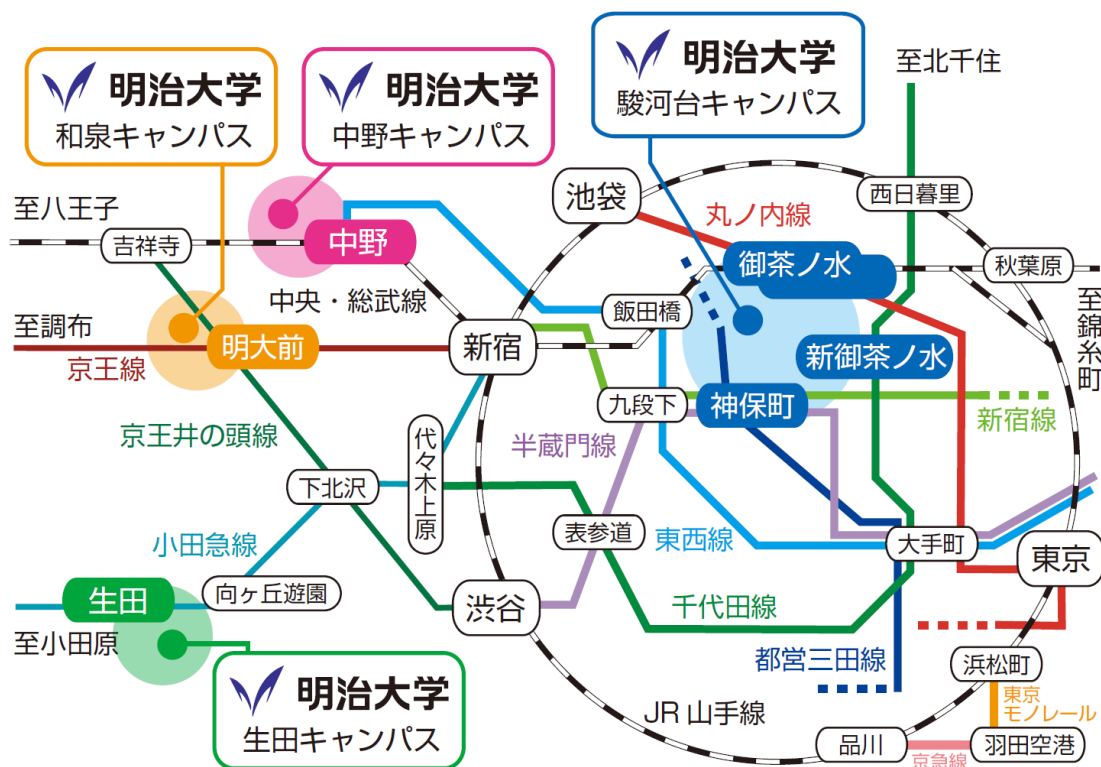 明治大学
和泉キャンパス
明治大学
中野キャンパス
明治大学
駿河台キャンパス
至北千住
至八王子
吉祥寺
中野
池袋
丸ノ内線
西日暮里
御茶ノ水
秋葉原
中央・総武線
飯田橋
至錦糸町
至調布
京王線
明大前
新宿
新御茶ノ水
九段下
神保町
新宿線
京王井の頭線
代々木上原
半蔵門線
下北沢
小田急線
表参道
東西線
大手町
東京
生田
向ヶ丘遊園
渋谷
千代田線
至小田原
都営三田線
浜松町
明治大学
生田キャンパス
JR 山手線
東京
モノレール
品川
京急線
羽田空港